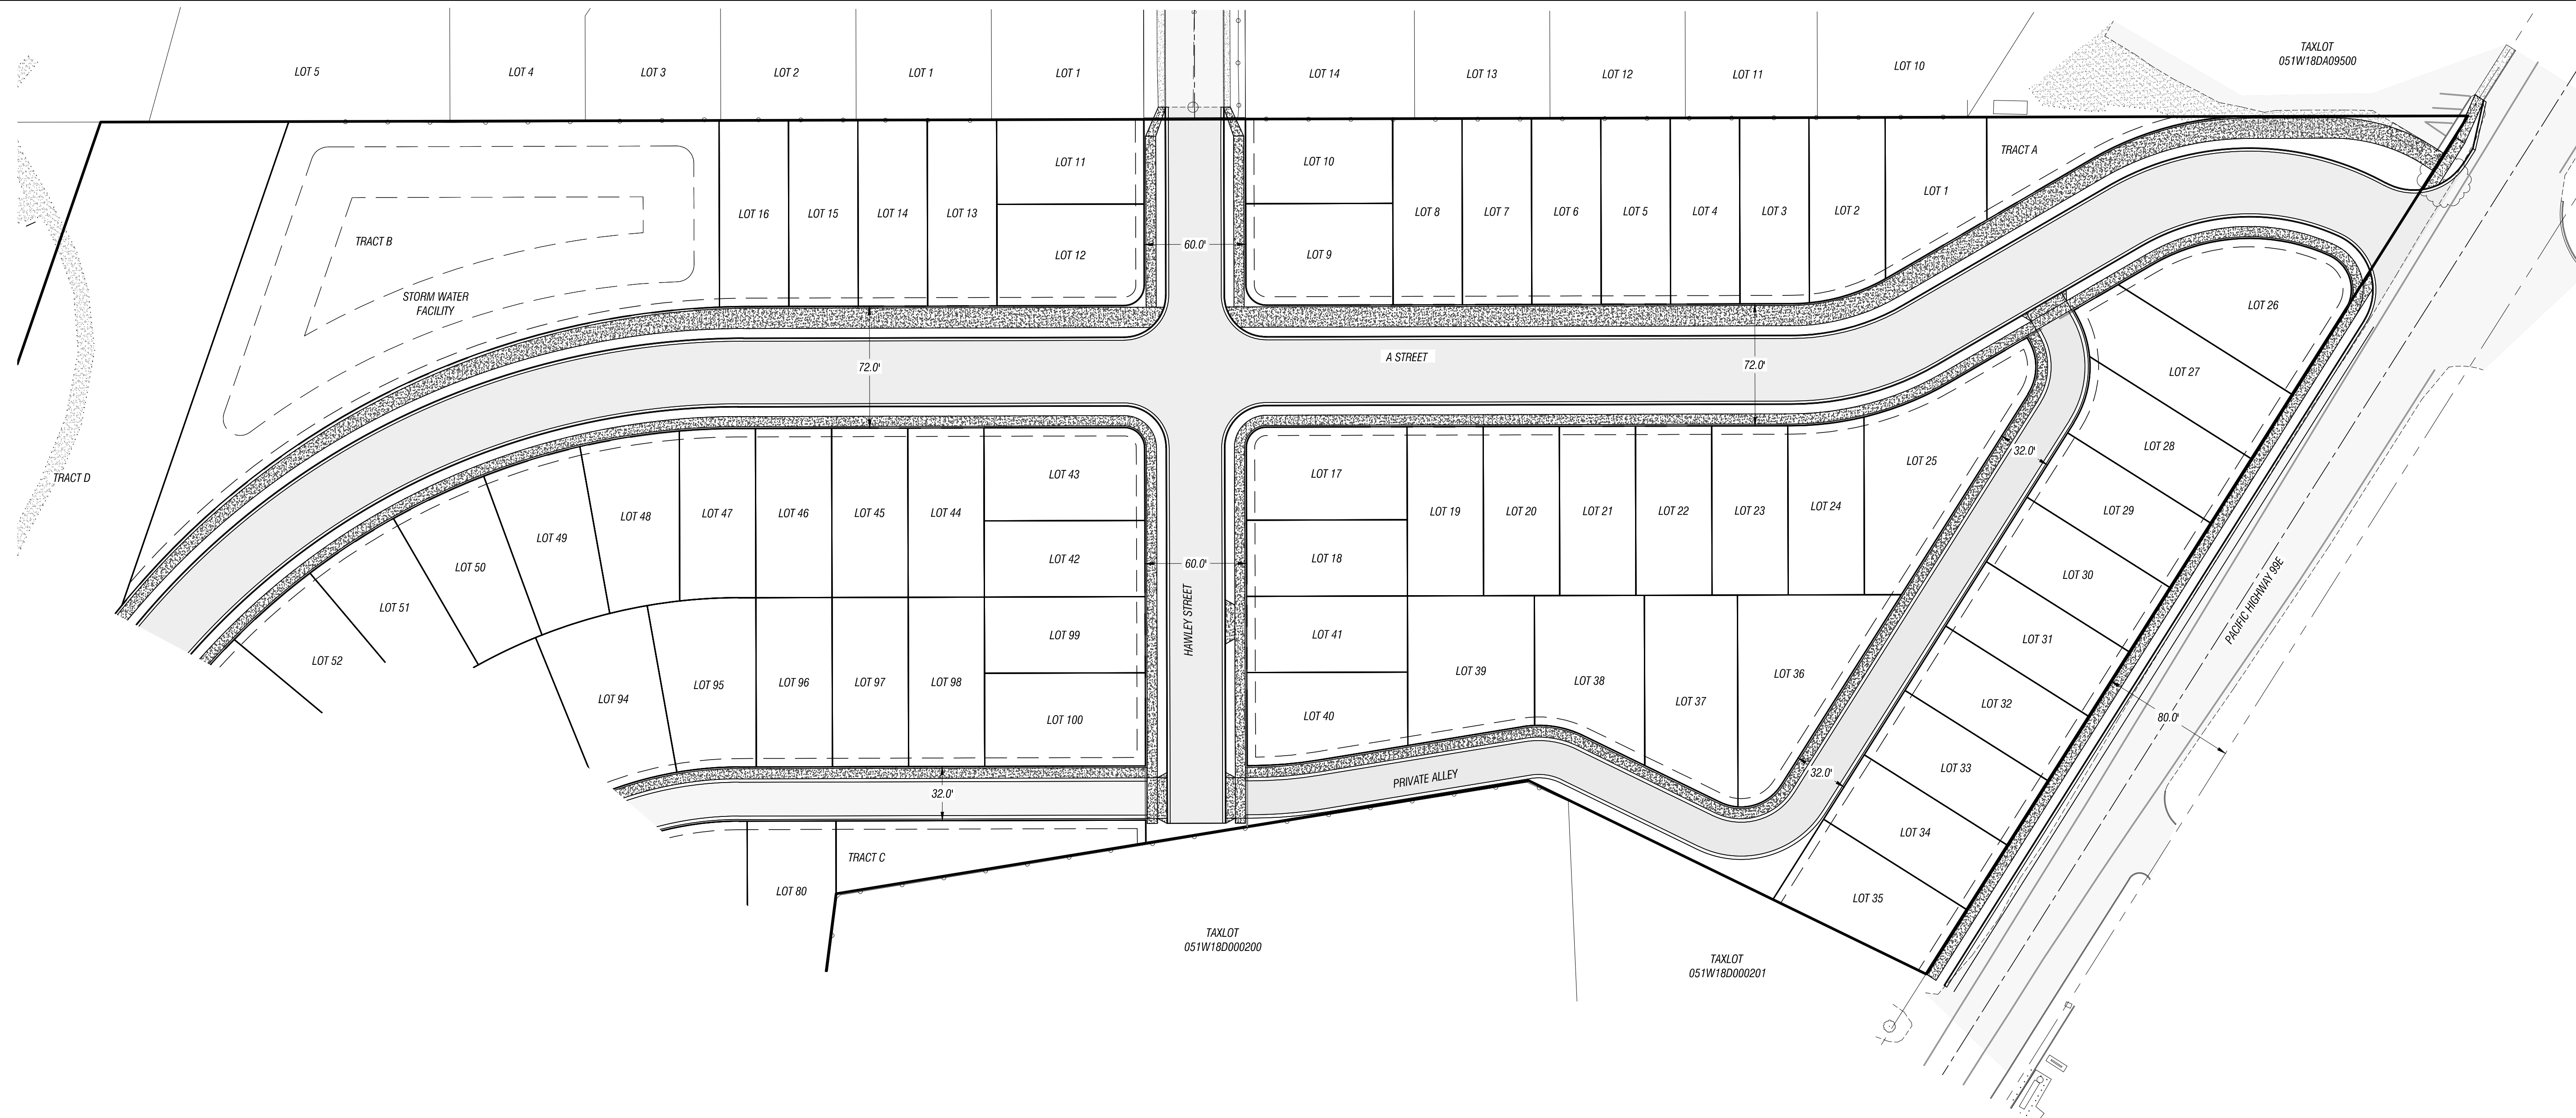 LOT 5
LOT 4
LOT 3
LOT 2
LOT 1
LOT 1
LOT 14
LOT 13
LOT 12
LOT 11
LOT 10
TAXLOT
051W18DA09500
TRACT A
LOT 11
LOT 10
LOT 1
LOT 16
LOT 15
LOT 14
LOT 13
LOT 8
LOT 7
LOT 6
LOT 5
LOT 4
LOT 3
LOT 2
TRACT B
60.0'
LOT 12
LOT 9
STORM WATER
FACILITY
LOT 26
72.0'
A STREET
72.0'
LOT 27
TRACT D
LOT 43
LOT 17
LOT 25
32.0'
LOT 28
LOT 48
LOT 47
LOT 46
LOT 45
LOT 44
LOT 19
LOT 20
LOT 21
LOT 22
LOT 23
LOT 24
LOT 29
LOT 49
LOT 50
LOT 42
60.0'
LOT 18
LOT 30
LOT 51
LOT 99
HAWLEY STREET
LOT 41
LOT 31
PACIFIC HIGHWAY 99E
LOT 52
LOT 94
LOT 95
LOT 96
LOT 97
LOT 98
LOT 39
LOT 38
LOT 37
LOT 36
LOT 32
LOT 100
LOT 40
80.0'
32.0'
PRIVATE ALLEY
32.0'
LOT 33
LOT 34
TRACT C
LOT 80
LOT 35
TAXLOT
051W18D000200
TAXLOT
051W18D000201